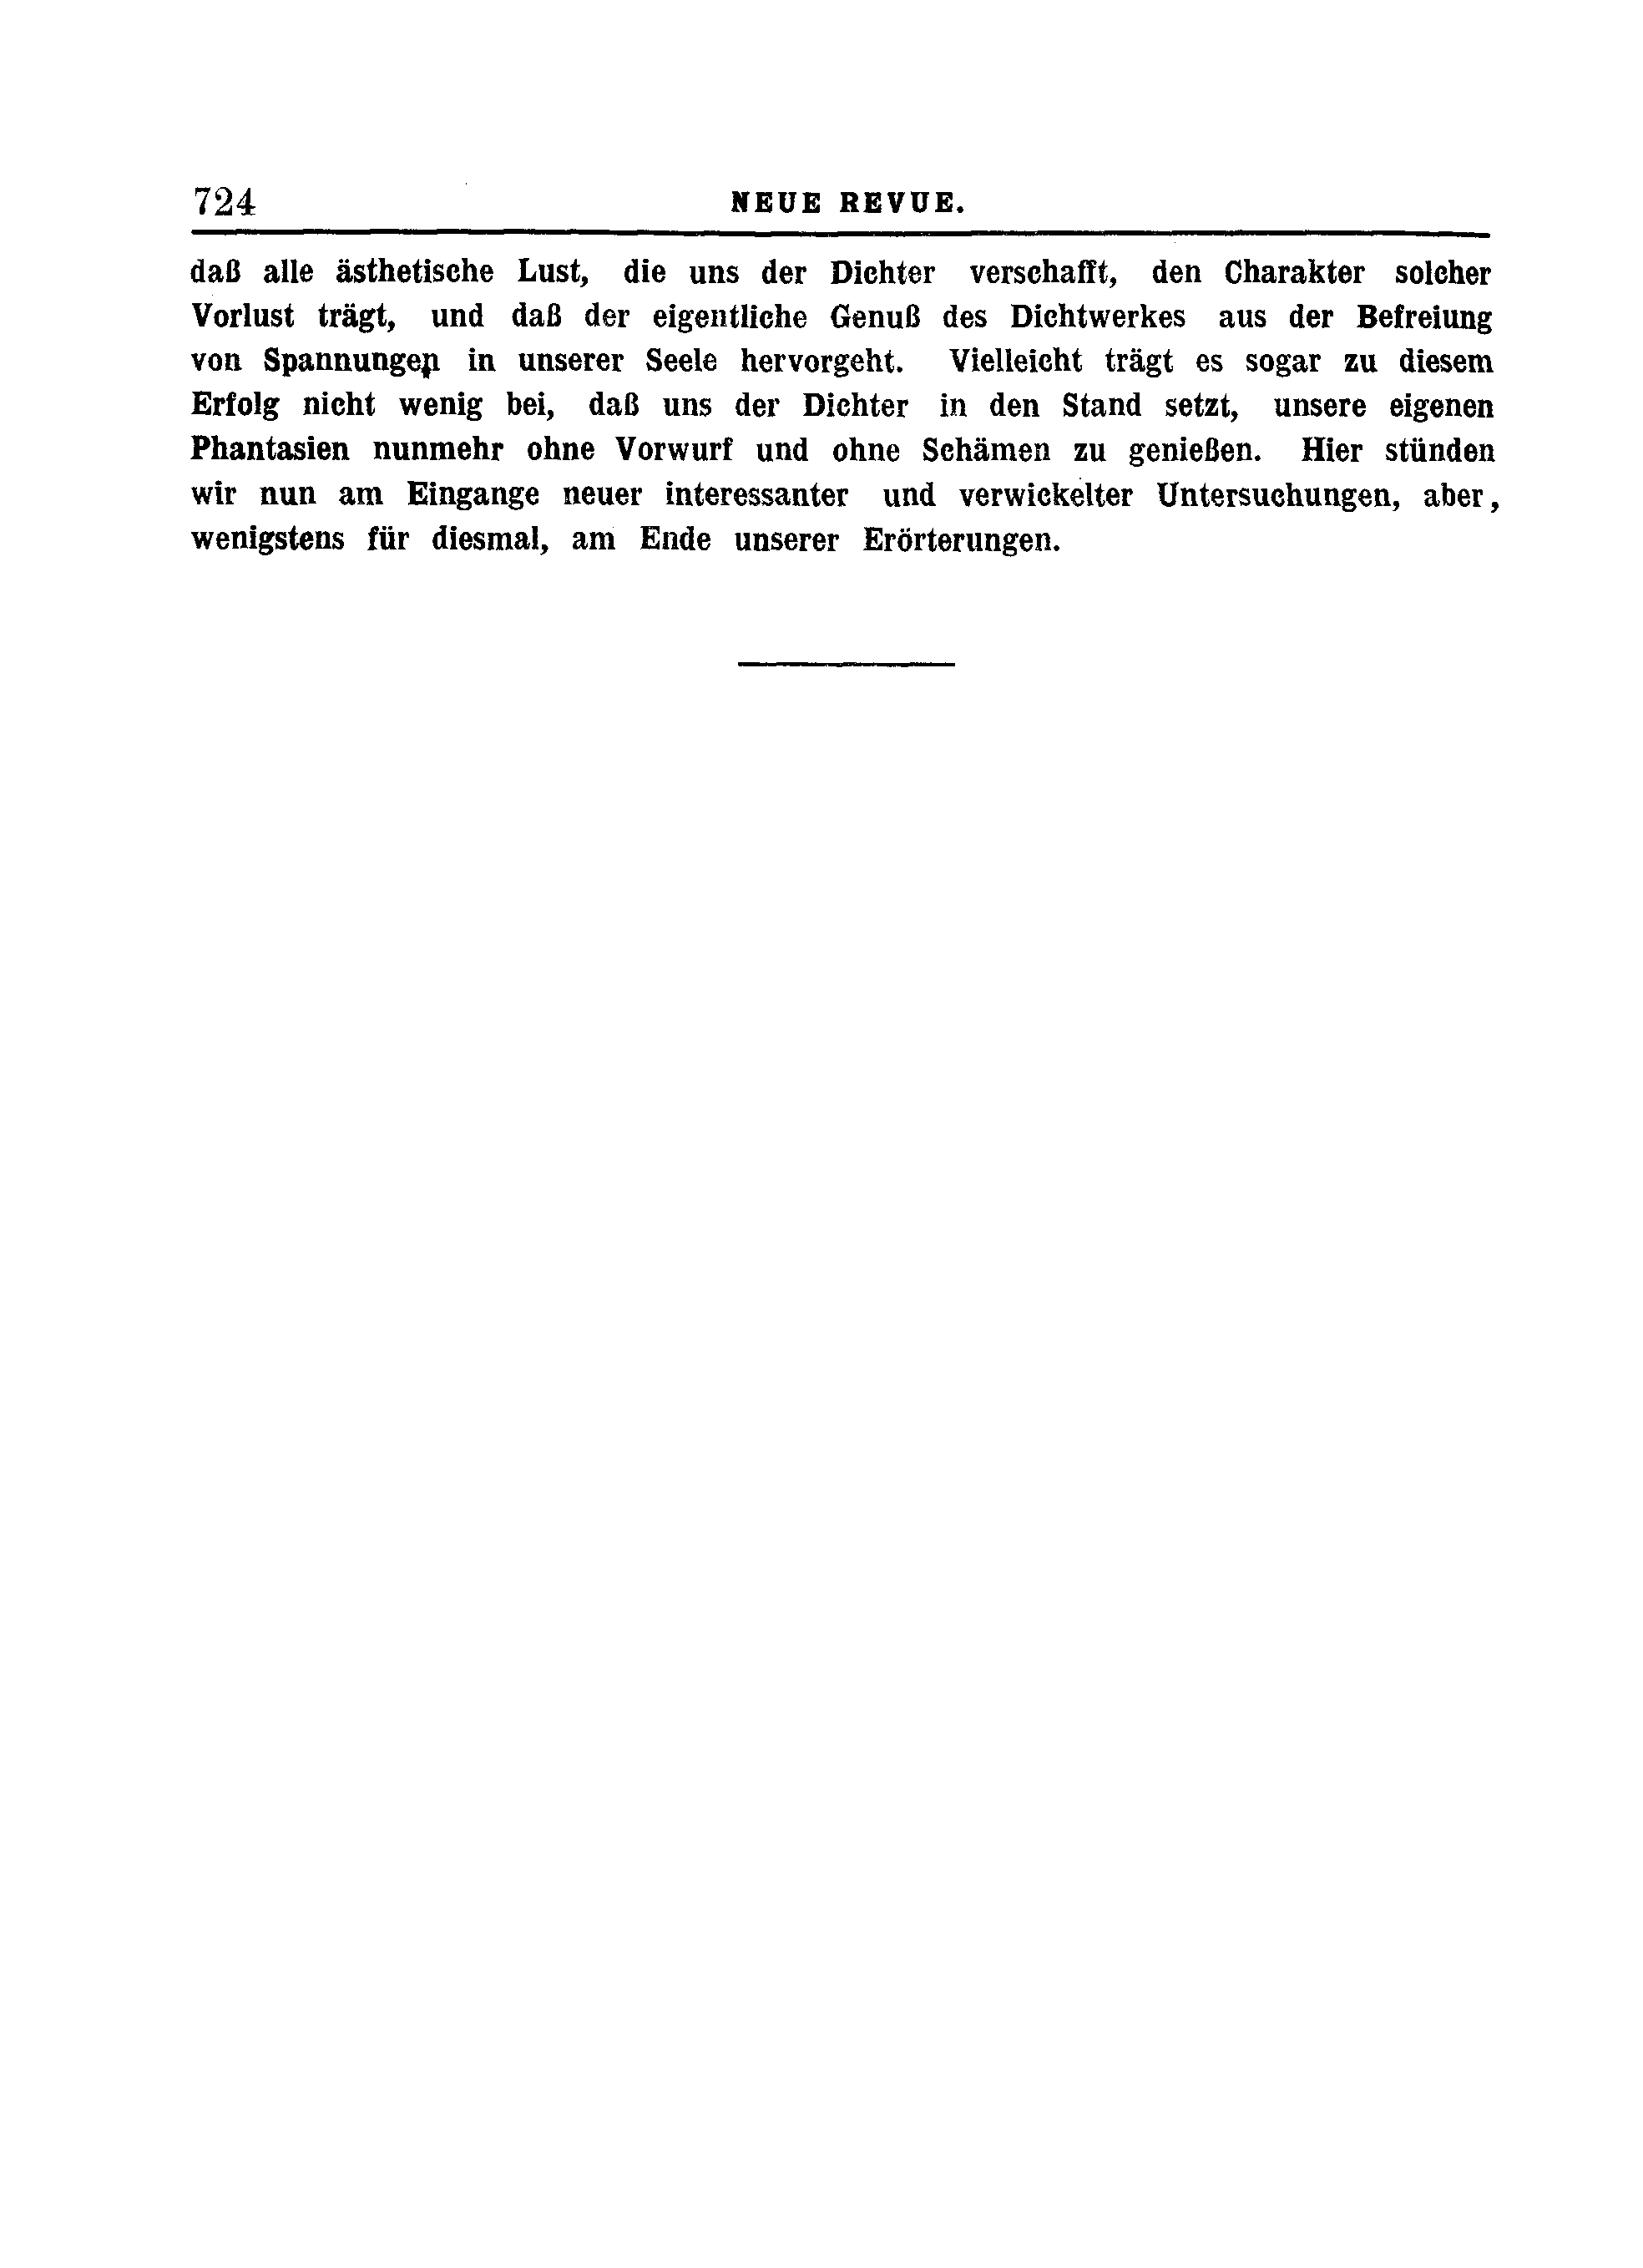 724 NEUE REVUE.
daß alle ästhetische Lust, die uns der Dichter verschafft, den Charakter solcher
Vorlust trägt, und daß der eigentliche Genuß des Dichtwerkes aus der Befreiung
von Spannungen in unserer Seele hervorgeht. Vielleicht trägt es sogar zu diesem
Erfolg nicht wenig bei, daß uns der Dichter in den Stand setzt, unsere eigenen
Phantasien nunmehr ohne Vorwurf und ohne Schämen zu genießen. Hier stünden
wir nun am Eingange neuer interessanter und verwickelter Untersuchungen, aber,
wenigstens für diesmal, am Ende unserer Erörterungen.